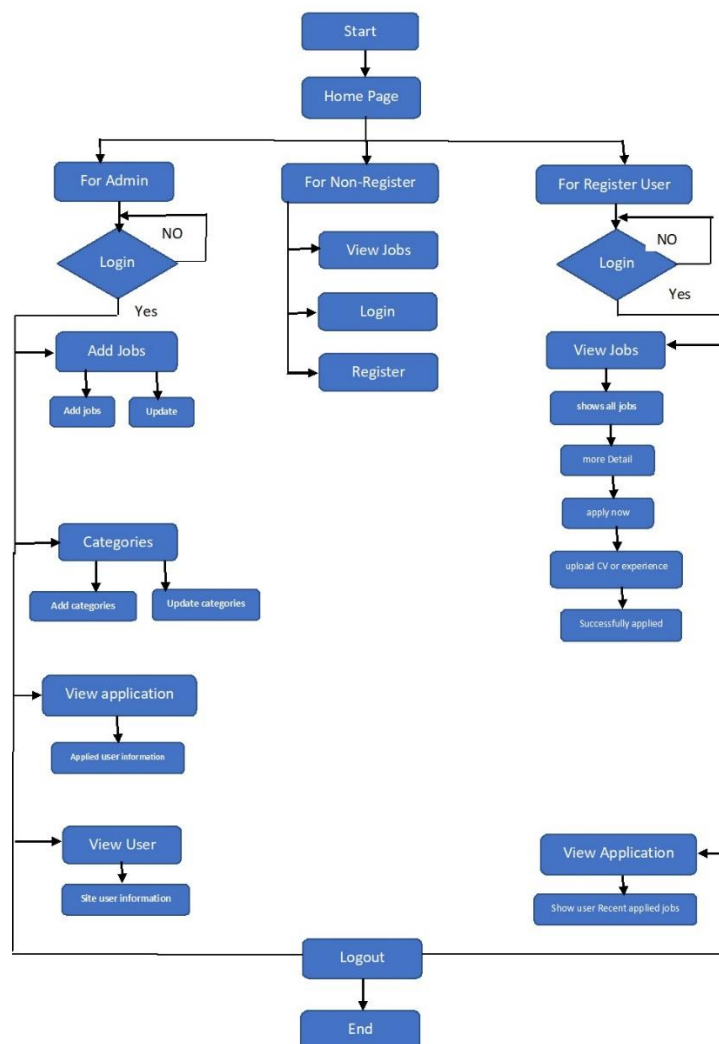 Start
Home Page
For Admin
For Non-Register
For Register User
NO
Login
Yes
View Jobs
Login
Register
NO
Login
Yes
Add Jobs
Add jobs
Update
Categories
Add categories
Update categories
View application
Applied user information
View User
Site user information
View Jobs
shows all jobs
more Detail
apply now
upload CV or experience
Successfully applied
View Application
Show user Recent applied jobs
Logout
End